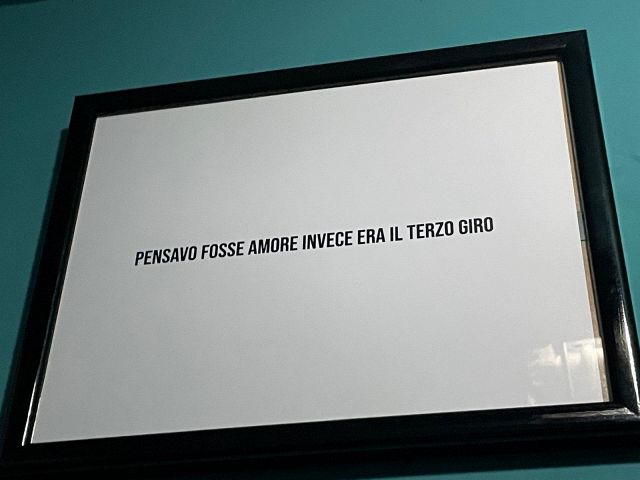 PENSAVO FOSSE AMORE INVECE ERA IL TERZO GIRO